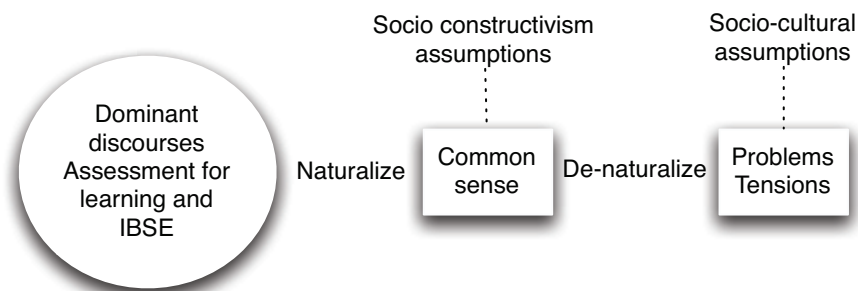 Socio constructivism
assumptions
Socio-cultural
assumptions
Dominant
discourses
Assessment for
learning and
IBSE
Naturalize
Common
sense
De-naturalize
Problems
Tensions